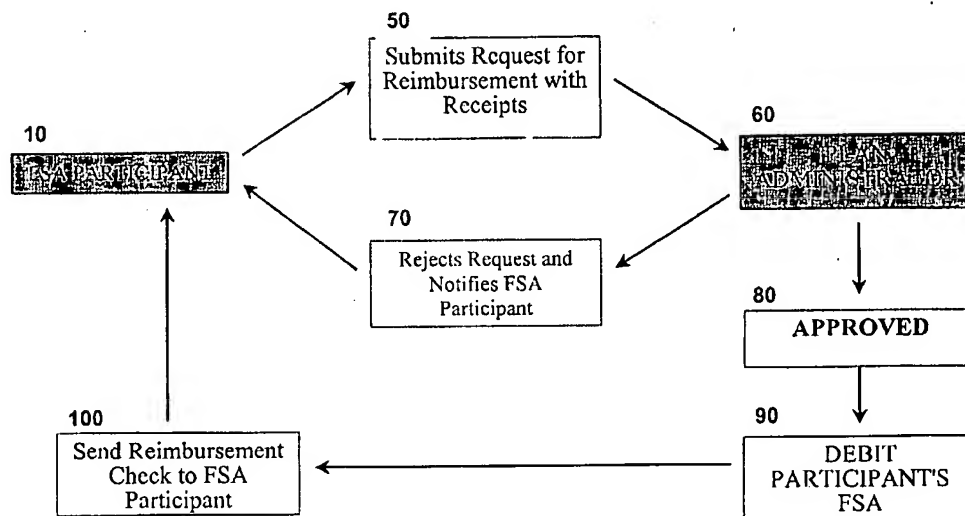 50
Submits Request for
Reimbursement with
Receipts
10
FSA PARTICIPANT
60
PLAN
ADMINISTRATOR
70
Rejects Request and
Notifies FSA
Participant
80
APPROVED
100
Send Reimbursement
Check to FSA
Participant
90
DEBIT
PARTICIPANT'S
FSA